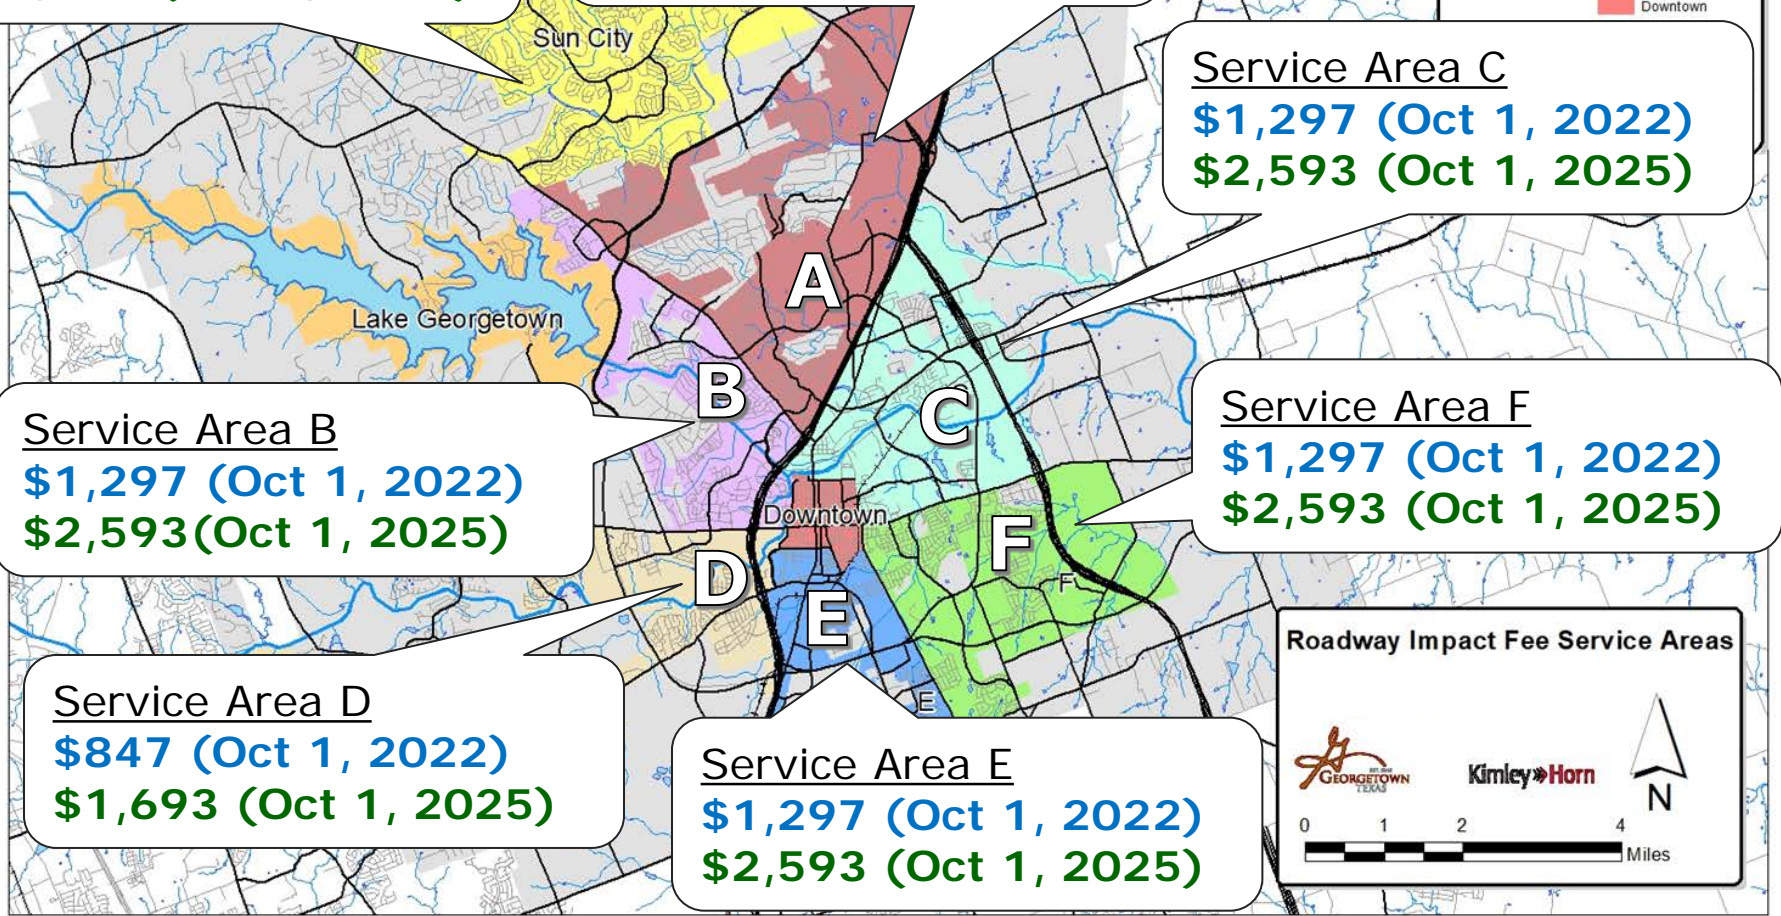 Downtown
Sun City
Service Area C
$1,297 (Oct 1, 2022)
$2,593 (Oct 1, 2025)
A
Lake Georgetown
B
C
Service Area B
$1,297 (Oct 1, 2022)
$2,593(Oct 1, 2025)
Service Area F
$1,297 (Oct 1, 2022)
$2,593 (Oct 1, 2025)
Downtown
F
D
F
E
E
Service Area D
$847 (Oct 1, 2022)
$1,693 (Oct 1, 2025)
Service Area E
$1,297 (Oct 1, 2022)
$2,593 (Oct 1, 2025)
Roadway Impact Fee Service Areas
GEORGETOWN
TEXAS
Kimley»Horn
N
0 1 2 4
Miles